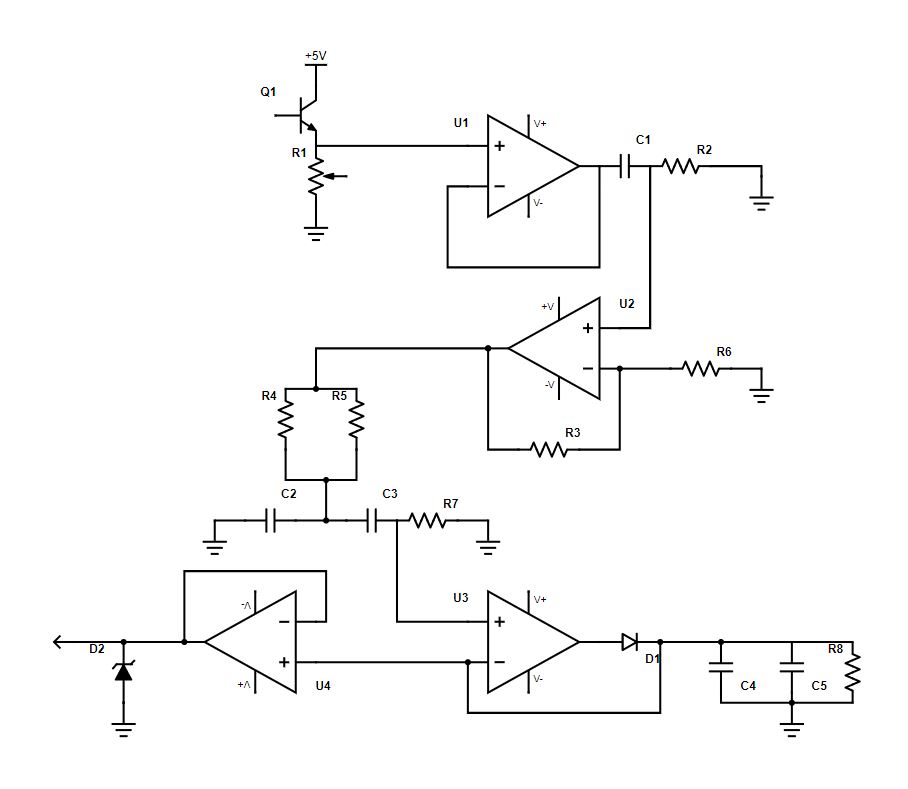 +5V
Q1
R1
U1
+
−
V+
V-
C1
R2
+V
U2
+
−
-V
R6
R3
R4
R5
C2
C3
R7
-V
−
+
+V
U4
D2
U3
+
−
V+
V-
D1
C4
C5
R8